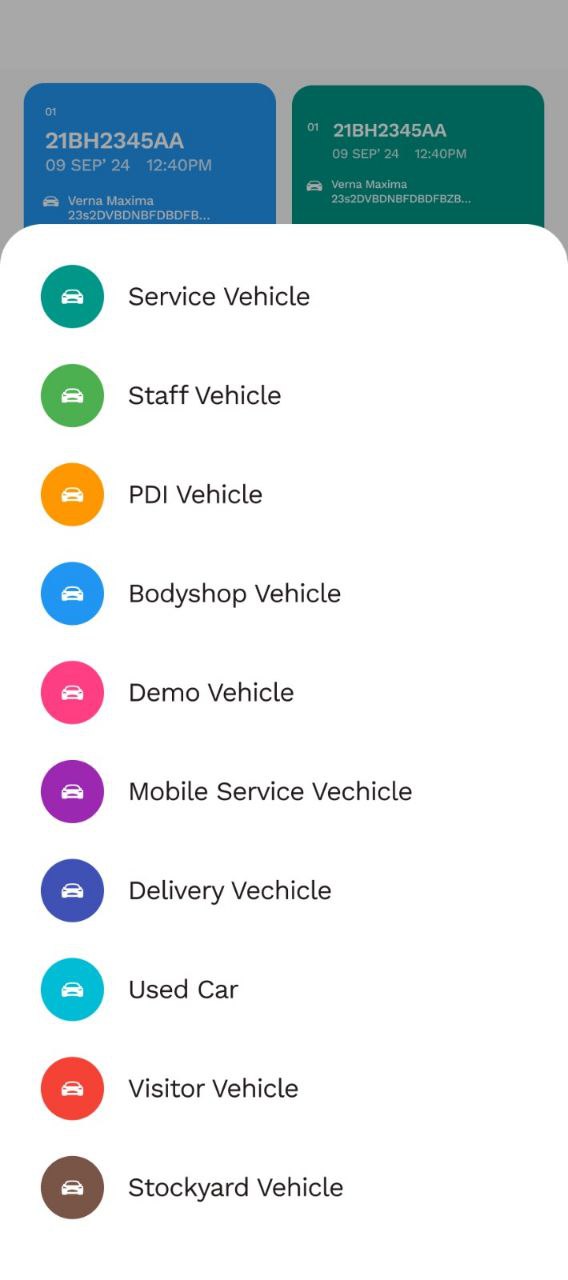 01
21BH2345AA
09 SEP' 24 12:40PM
Verna Maxima
23s2DVBDNBFDBDFB...
01 21BH2345AA
09 SEP' 24 12:40PM
Verna Maxima
23s2DVBDNBFDBDFBZB...
Service Vehicle
Staff Vehicle
PDI Vehicle
Bodyshop Vehicle
Demo Vehicle
Mobile Service Vechicle
Delivery Vechicle
Used Car
Visitor Vehicle
Stockyard Vehicle